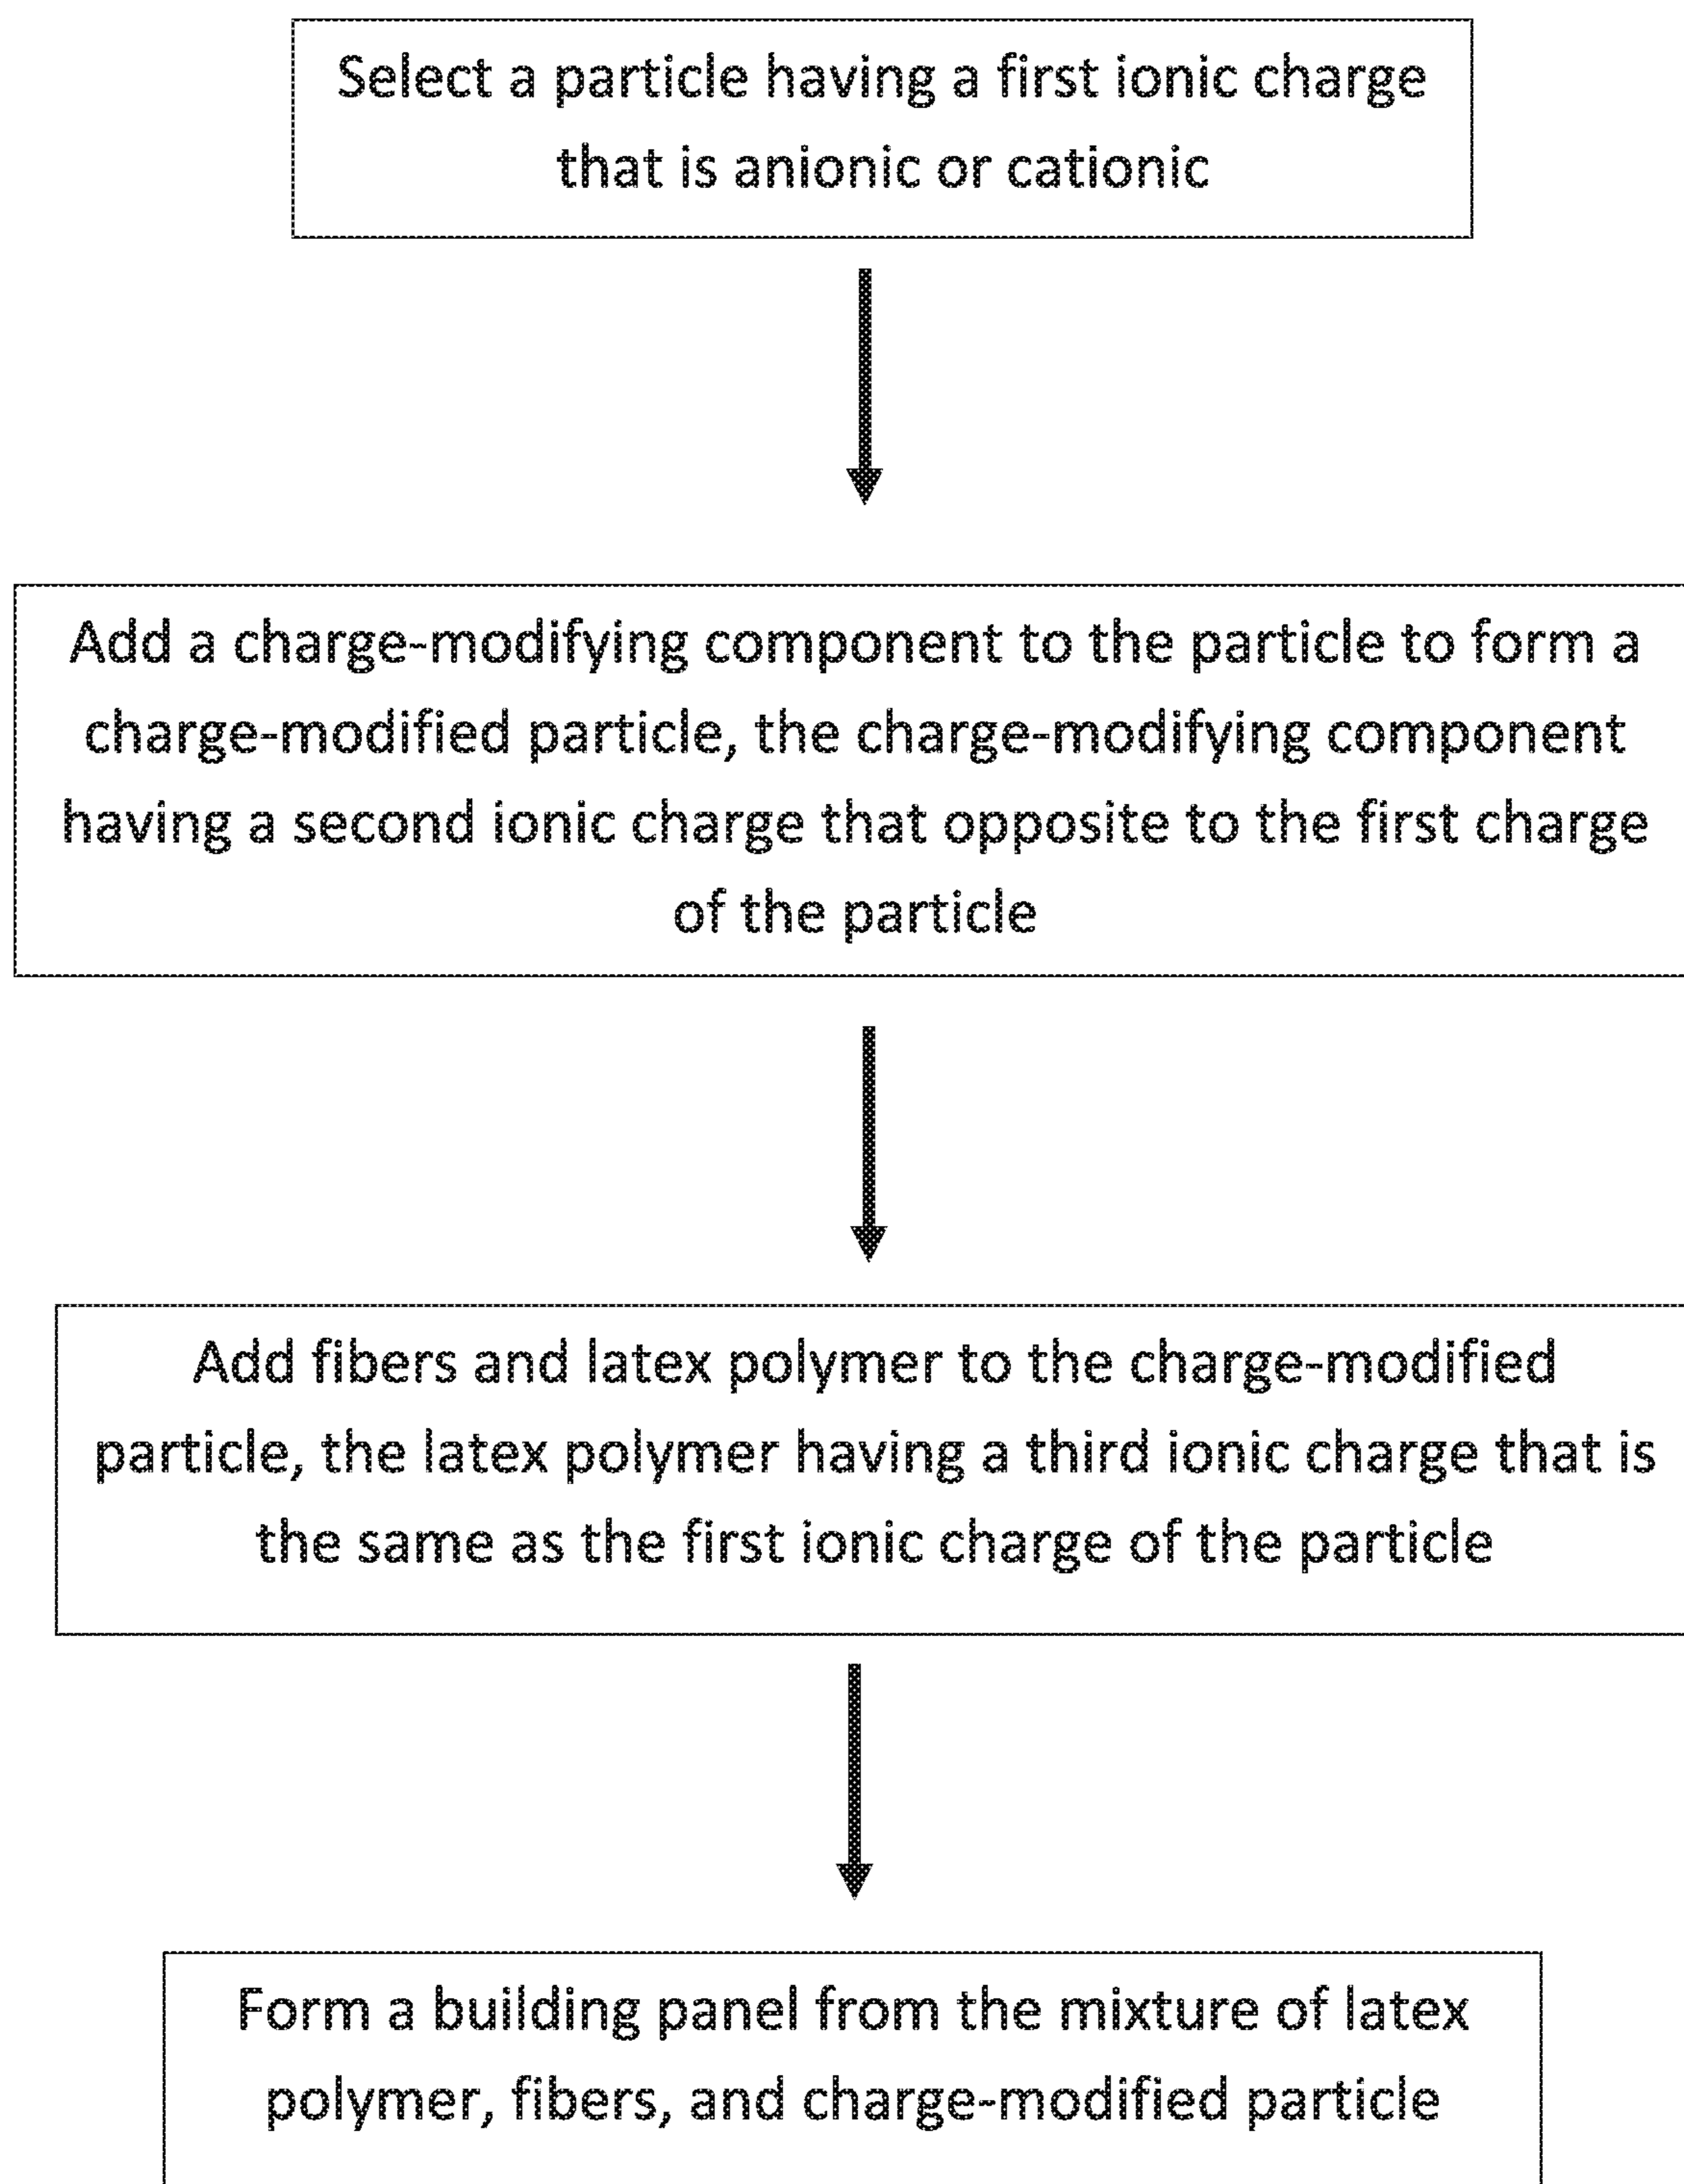 Select a particle having a first ionic charge
that is anionic or cationic
Add a charge-modifying component to the particle to form a
charge-modified particle, the charge-modifying component
having a second ionic charge that opposite to the first charge
of the particle
Add fibers and latex polymer to the charge-modified
particle, the latex polymer having a third ionic charge that is
the same as the first ionic charge of the particle
Form a building panel from the mixture of latex
polymer, fibers, and charge-modified particle